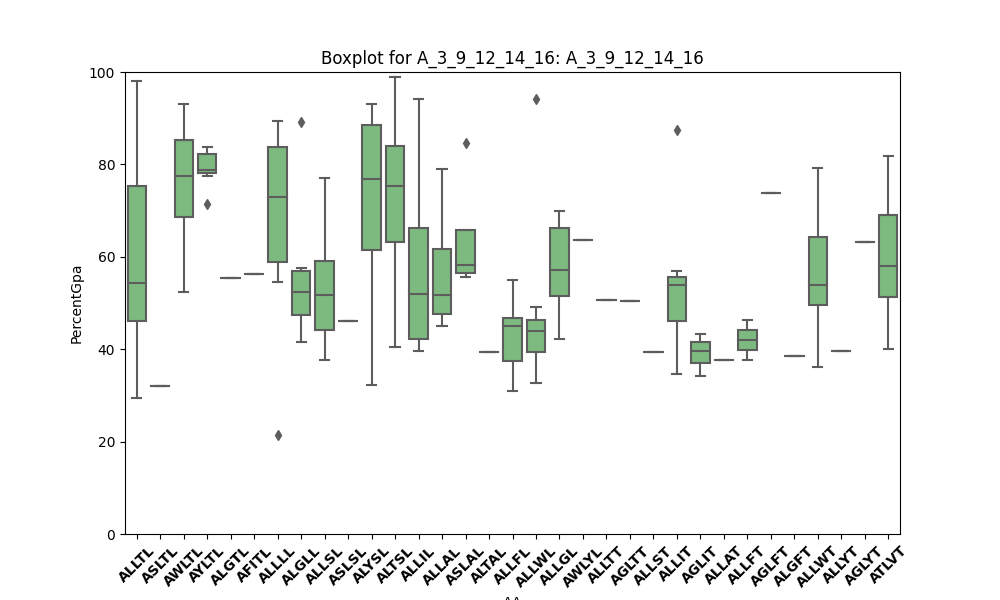 Boxplot for A_3_9_12_14_16: A_3_9_12_14_16
PercentGpa
100
80
60
40
20
0
ALLTL
ASLTL
AWLTL
AYLTL
ALGTL
AFITL
ALLLL
ALGLL
ALLSL
ASLSL
ALYSL
ALTSL
ALLIL
ALLAL
ASLAL
ALTAL
ALLFL
ALLWL
ALLGL
AWLYL
ALLTT
AGLTT
ALLST
ALLIT
AGLIT
ALLAT
ALLFT
AGLFT
ALGFT
ALLWT
ALLYT
AGLYT
ATLVT